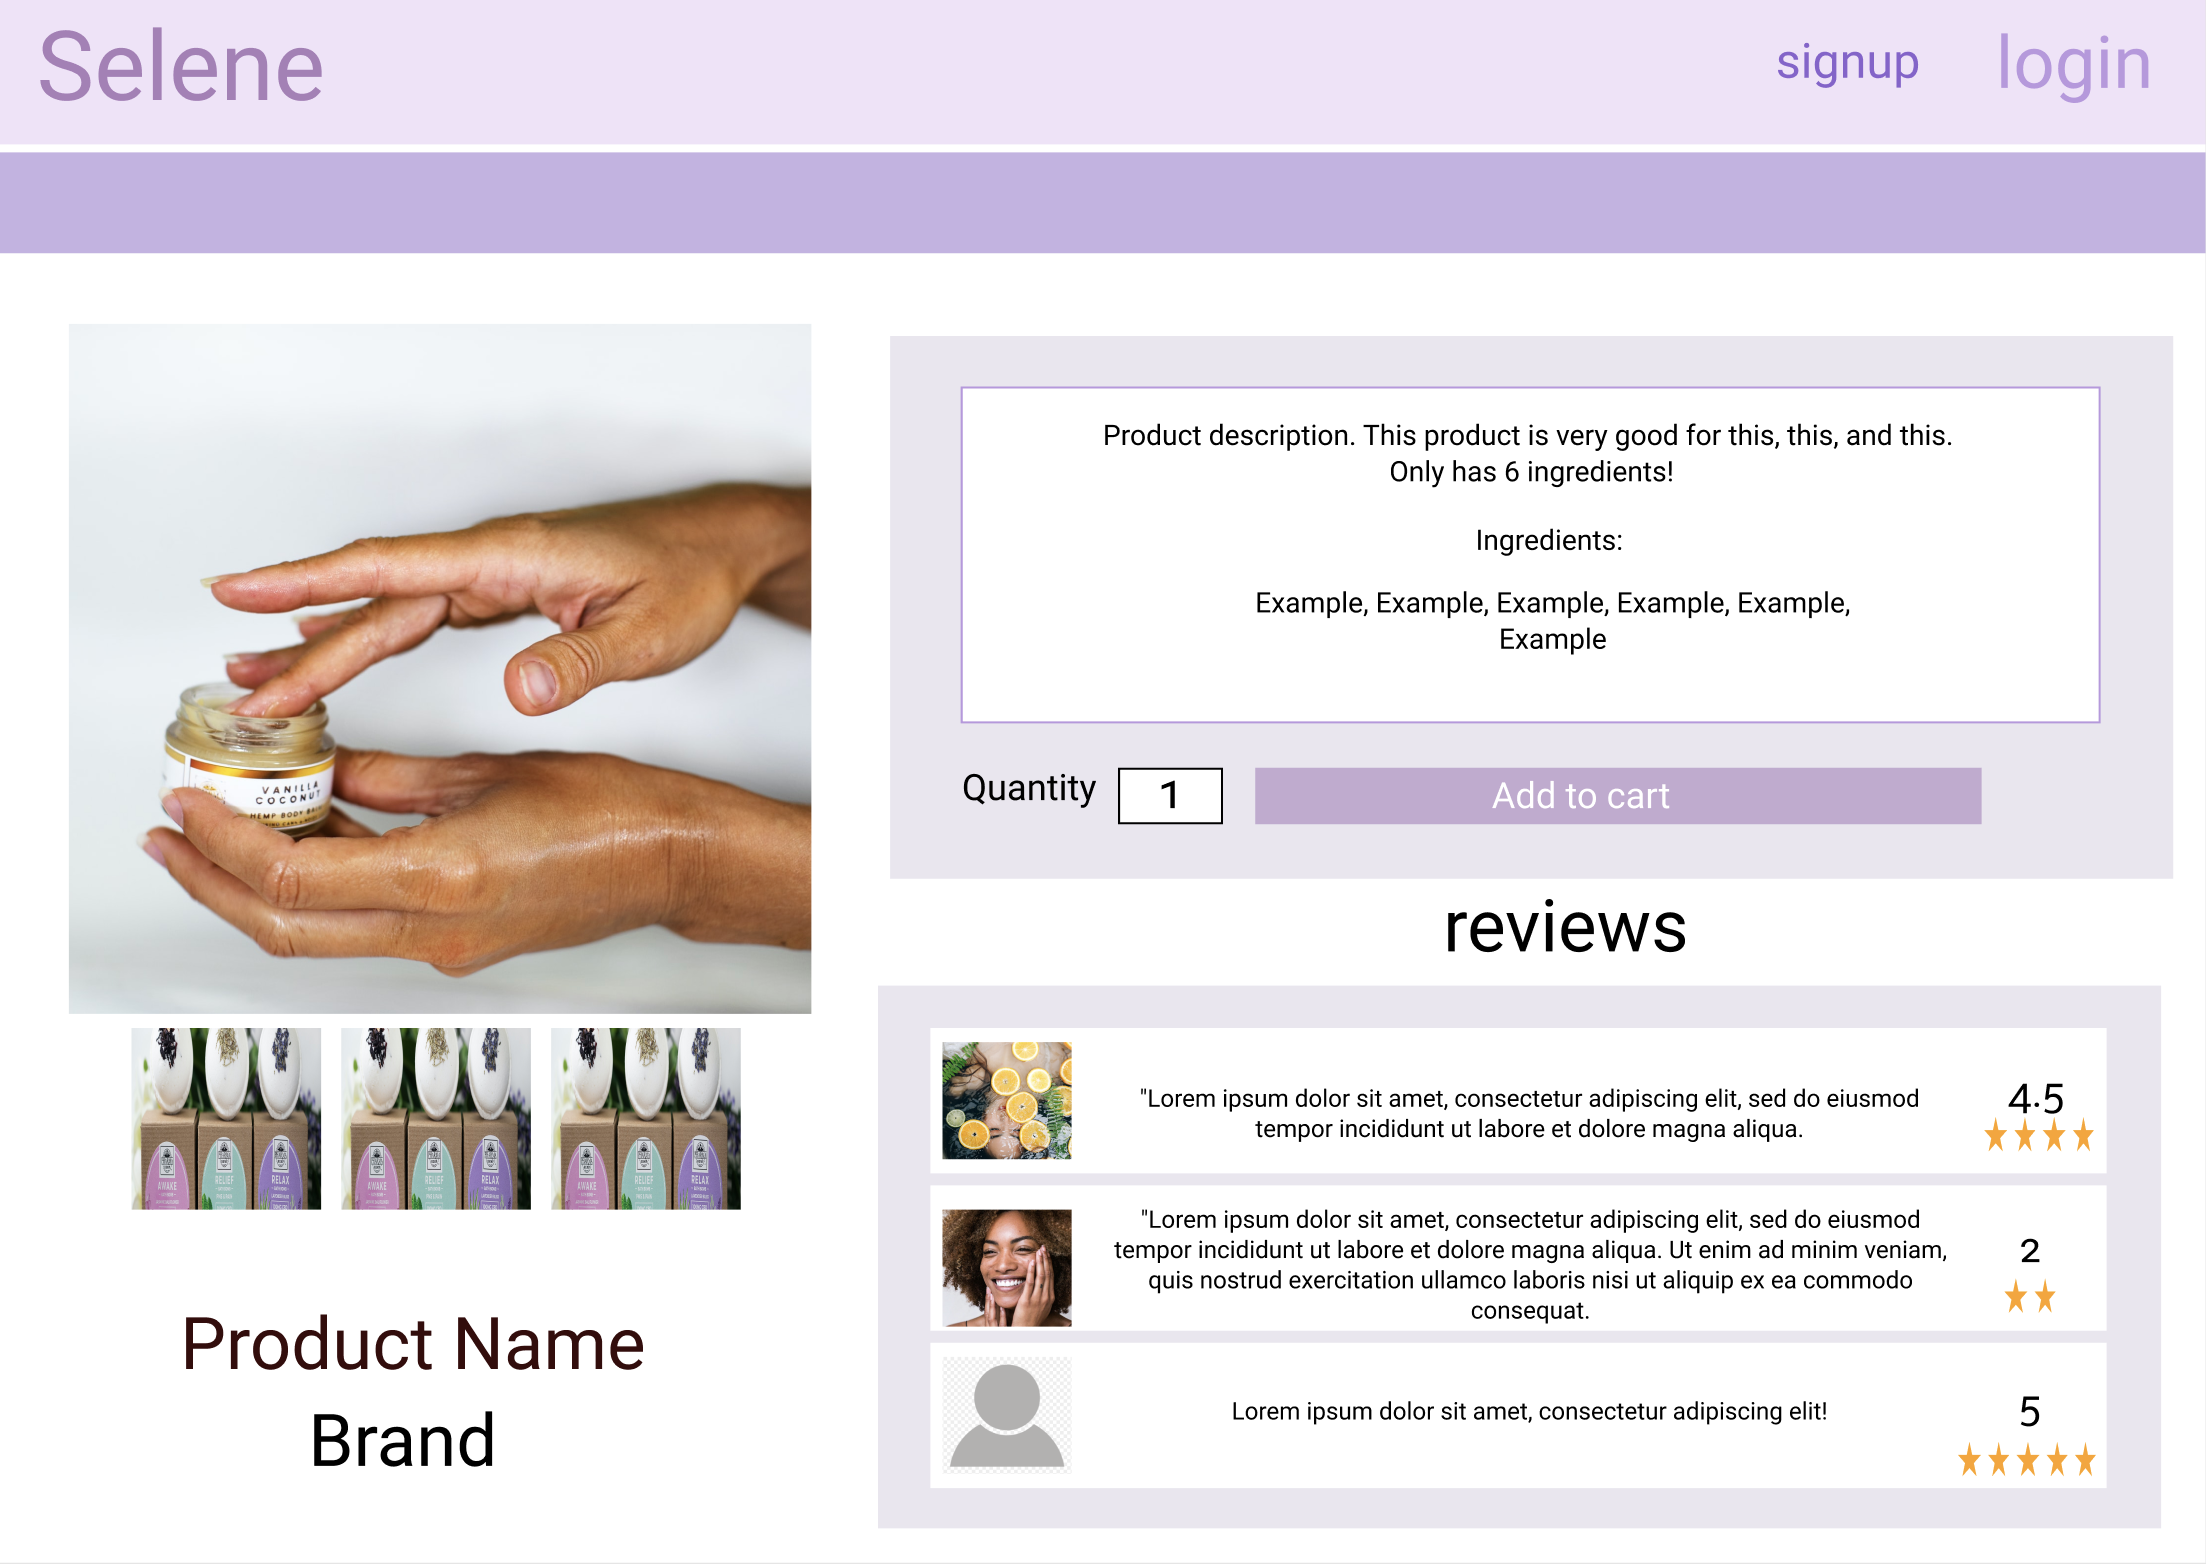 Selene
signup
login
Product description. This product is very good for this, this, and this.
Only has 6 ingredients!
Ingredients:
Example, Example, Example, Example, Example,
Example
Quantity
1
Add to cart
VANILLA
COCONUT
HEMP BODY
reviews
"Lorem ipsum dolor sit amet, consectetur adipiscing elit, sed do eiusmod
tempor incididunt ut labore et dolore magna aliqua.
4.5
"Lorem ipsum dolor sit amet, consectetur adipiscing elit, sed do eiusmod
tempor incididunt ut labore et dolore magna aliqua. Ut enim ad minim veniam,
quis nostrud exercitation ullamco laboris nisi ut aliquip ex ea commodo
consequat.
2
Lorem ipsum dolor sit amet, consectetur adipiscing elit!
5
AWAKE
RELIEF
RELAX
AWAKE
RELIEF
RELAX
AWAKE
RELIEF
RELAX
Product Name
Brand